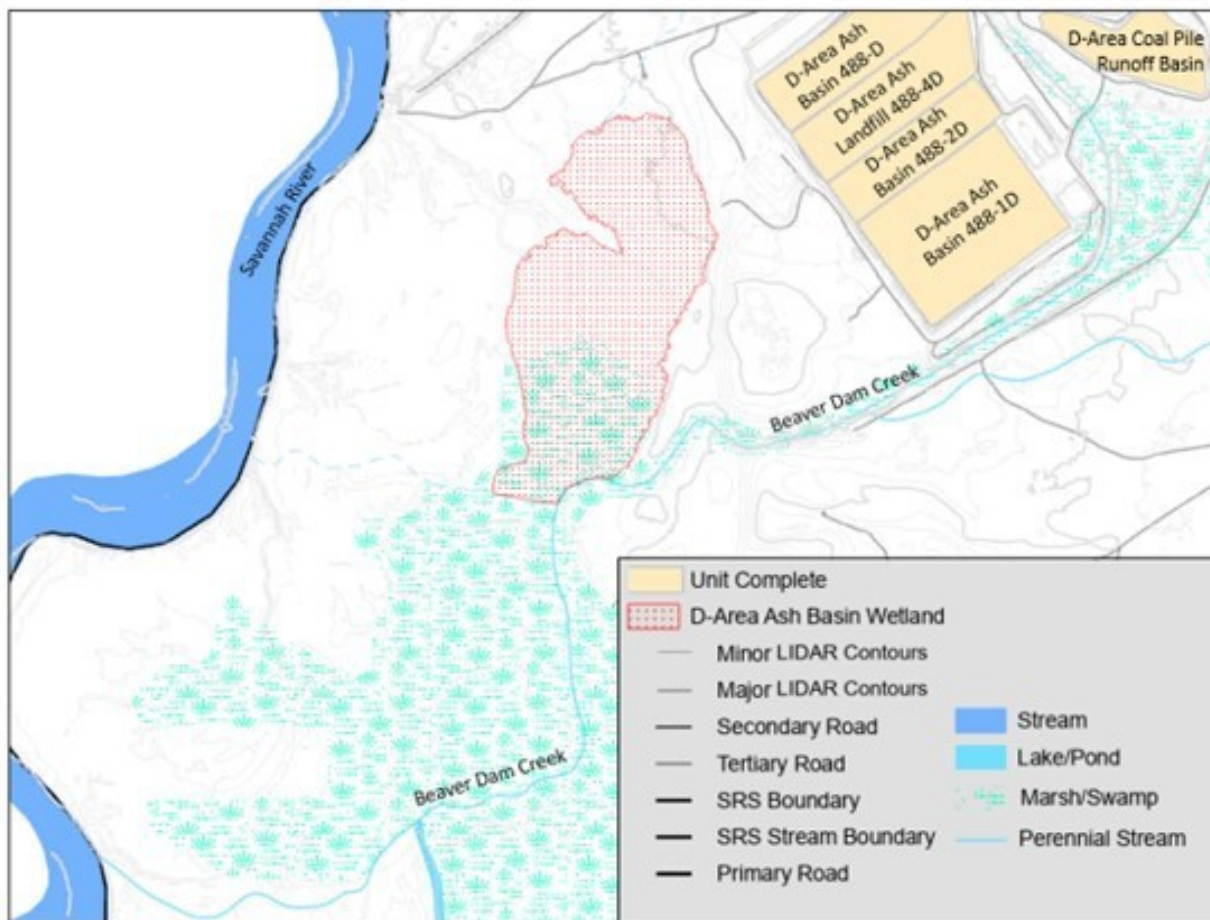 D-Area Coal Pile
Runoff Basin
D-Area Ash
Basin 488-D
D-Area Ash
Landfill 488-4D
D-Area Ash
Basin 488-2D
D-Area Ash
Basin 488-1D
Savannah River
Beaver Dam Creek
Beaver Dam Creek
Unit Complete
D-Area Ash Basin Wetland
Minor LIDAR Contours
Major LIDAR Contours
Secondary Road
Tertiary Road
SRS Boundary
SRS Stream Boundary
Primary Road
Stream
Lake/Pond
Marsh/Swamp
Perennial Stream